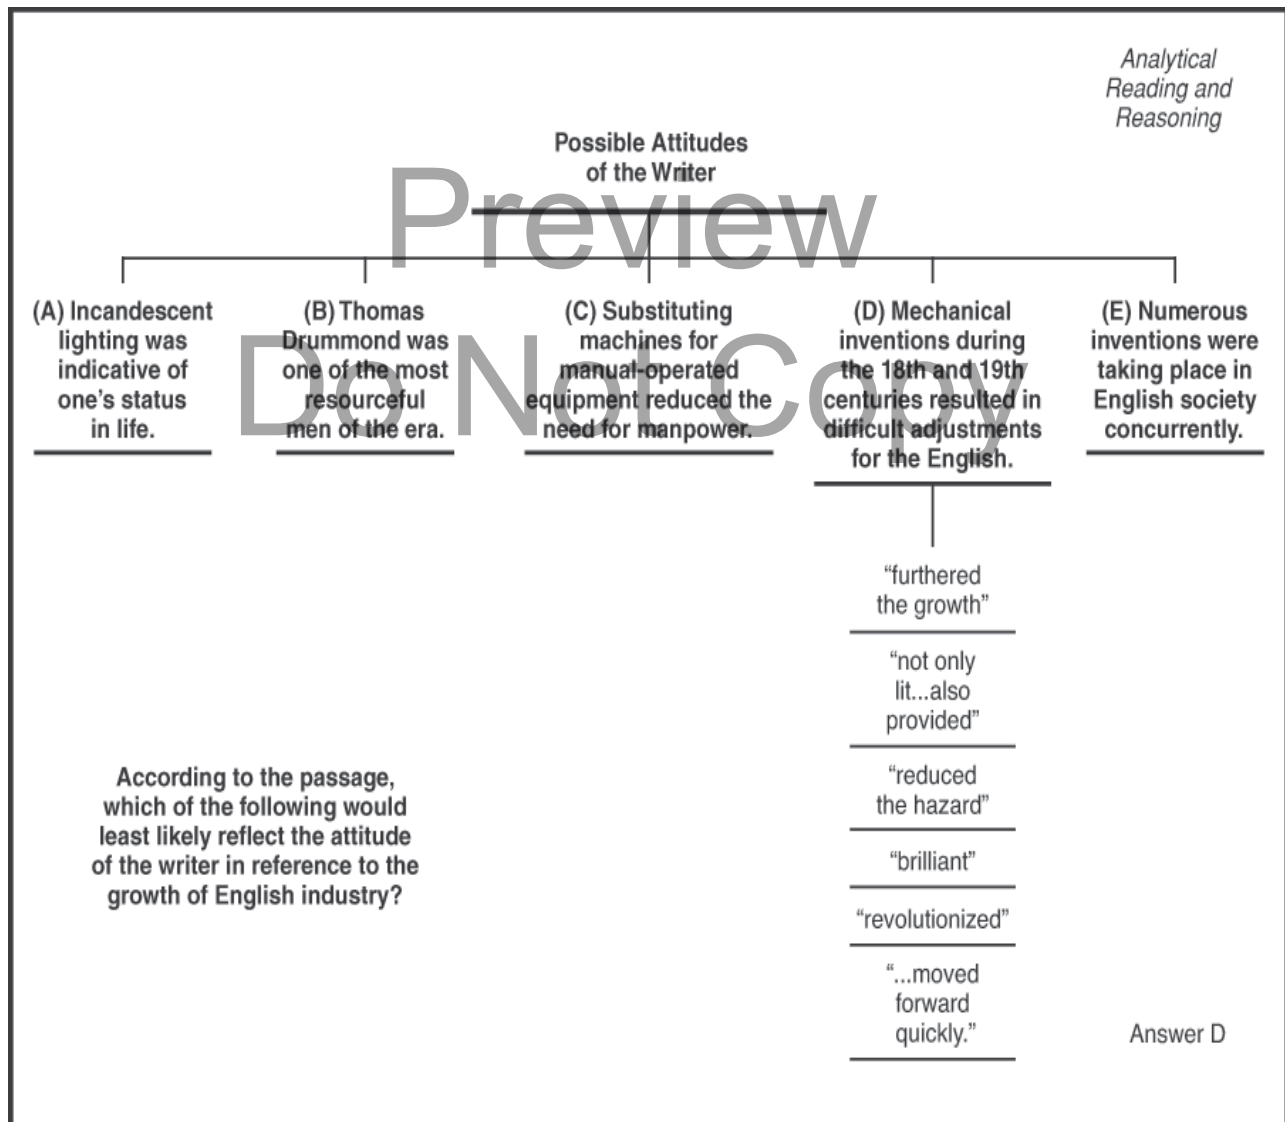 Analytical
Reading and
Reasoning
Possible Attitudes
of the Writer
Preview
Do Not Copy
(A) Incandescent
lighting was
indicative of
one's status
in life.
(B) Thomas
Drummond was
one of the most
resourceful
men of the era.
(C) Substituting
machines for
manual-operated
equipment reduced the
need for manpower.
(D) Mechanical
inventions during
the 18th and 19th
centuries resulted in
difficult adjustments
for the English.
(E) Numerous
inventions were
taking place in
English society
concurrently.
“furthered
the growth”
“not only
lit...also
provided”
“reduced
the hazard”
“brilliant”
“revolutionized”
“...moved
forward
quickly.”
According to the passage,
which of the following would
least likely reflect the attitude
of the writer in reference to the
growth of English industry?
Answer D